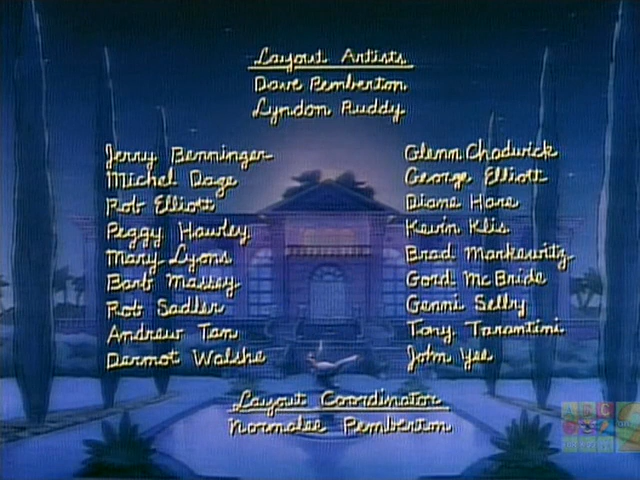 Layout Artists
Dave Pemberton
Lyndon Ruddy
Jerry Benninger
Michel Dage
Rob Elliott
Peggy Hawley
Mary Lyons
Barb Massey
Rob Sadler
Andrew Tan
Dermot Walshe
Glenn Chadwick
George Elliott
Diane Hare
Kevin Klis
Brad Markewitz
Gord McBride
Genni Selby
Tony Tarantini
John Yee
Layout Coordinator
Normalee Pemberton